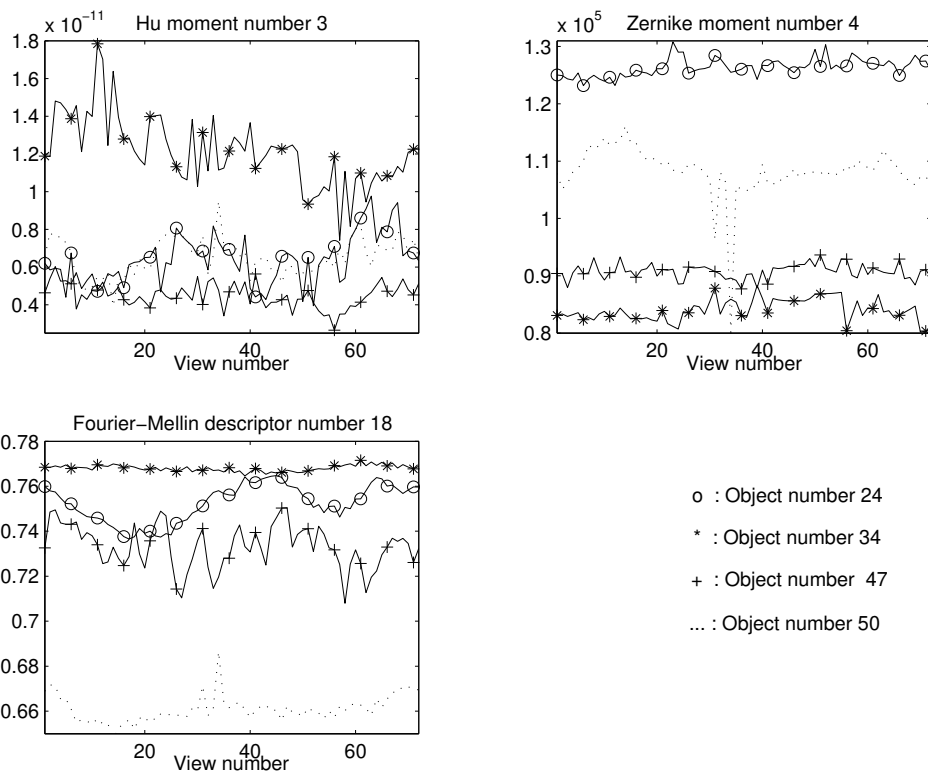 Hu moment number 3
x 10⁻¹¹
1.8
1.6
1.4
1.2
1
0.8
0.6
0.4
20 40 60
View number
Zernike moment number 4
x 10⁵
1.3
1.2
1.1
1
0.9
0.8
20 40 60
View number
Fourier−Mellin descriptor number 18
0.78
0.76
0.74
0.72
0.7
0.68
0.66
20 40 60
View number
o : Object number 24
* : Object number 34
+ : Object number 47
... : Object number 50